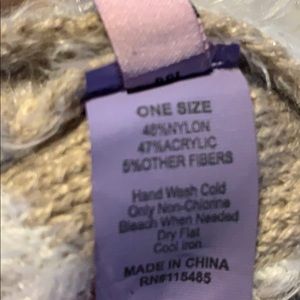 ONE SIZE
48%NYLON
47%ACRYLIC
5%OTHER FIBERS
Hand Wash Cold
Only Non-Chlorine
Bleach When Needed
Dry Flat
Cool Iron
MADE IN CHINA
RN#115485